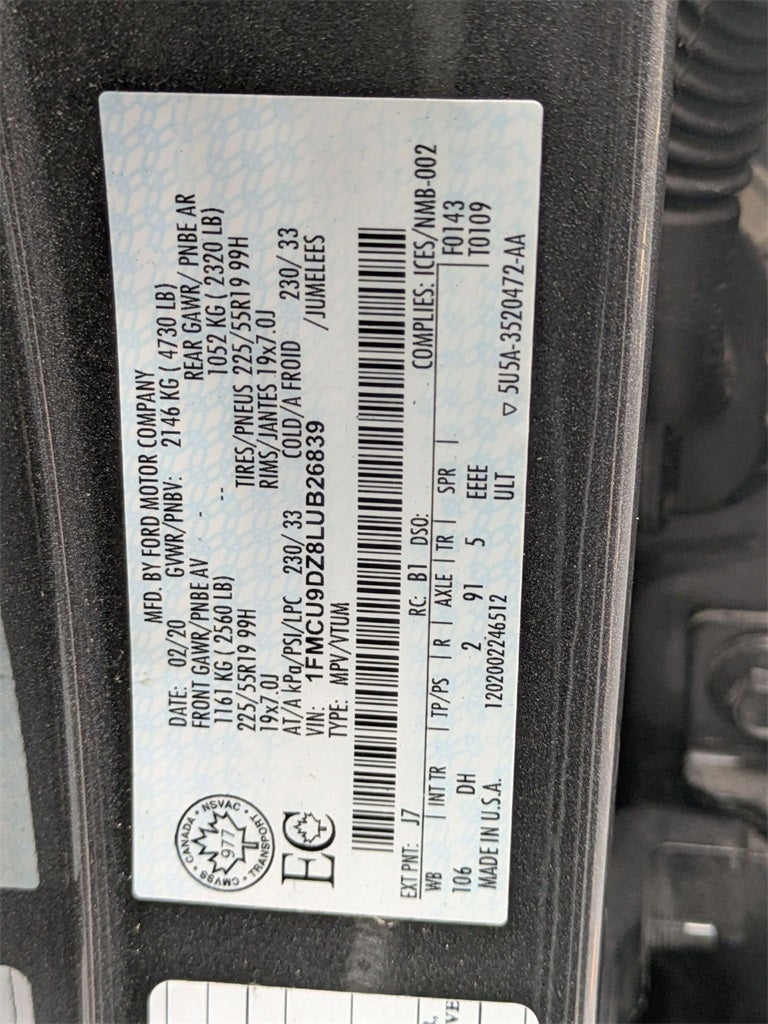 MFD. BY FORD MOTOR COMPANY
DATE: 02/20 GVWR/PNBV: 2146 KG ( 4730 LB)
FRONT GAWR/PNBE AV REAR GAWR/ PNBE AR
1161 KG ( 2560 LB) - -- 1052 KG ( 2320 LB)
225/55R19 99H TIRES/PNEUS 225/55R19 99H
19x7.0J RIMS/JANTES 19x7.0J
AT/A kPa/PSI/LPC 230/ 33 COLD/A FROID 230/ 33
VIN: 1FMCU9DZ8LUB26839 /JUMELEES
TYPE: MPV/VTUM
CANADA · NSVAC · TRANSPORT · CMVSS
977
EC
EXT PNT: J7 RC: B1 DSO: COMPLIES: ICES/NMB-002
WB | INT TR | TP/PS | R | AXLE | TR | SPR | F0143
106 DH 2 91 5 EEEE T0109
MADE IN U.S.A. 1202002246512 ULT ▽ 5U5A-3520472-AA
VE